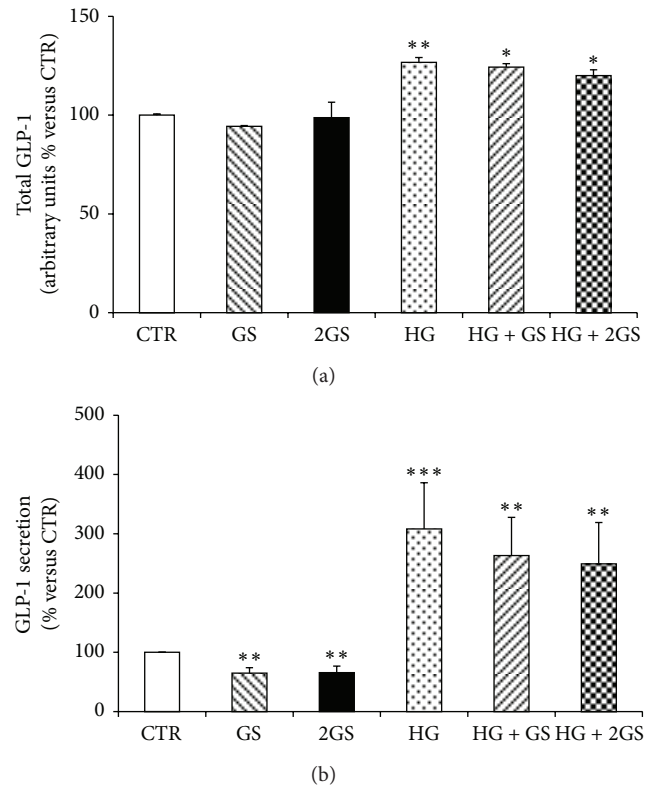 150
**
*
*
100
50
0
Total GLP-1
(arbitrary units % versus CTR)
CTR GS 2GS HG HG + GS HG + 2GS
(a)
500
400
300
200
100
0
***
**
**
**
**
GLP-1 secretion
(% versus CTR)
CTR GS 2GS HG HG + GS HG + 2GS
(b)